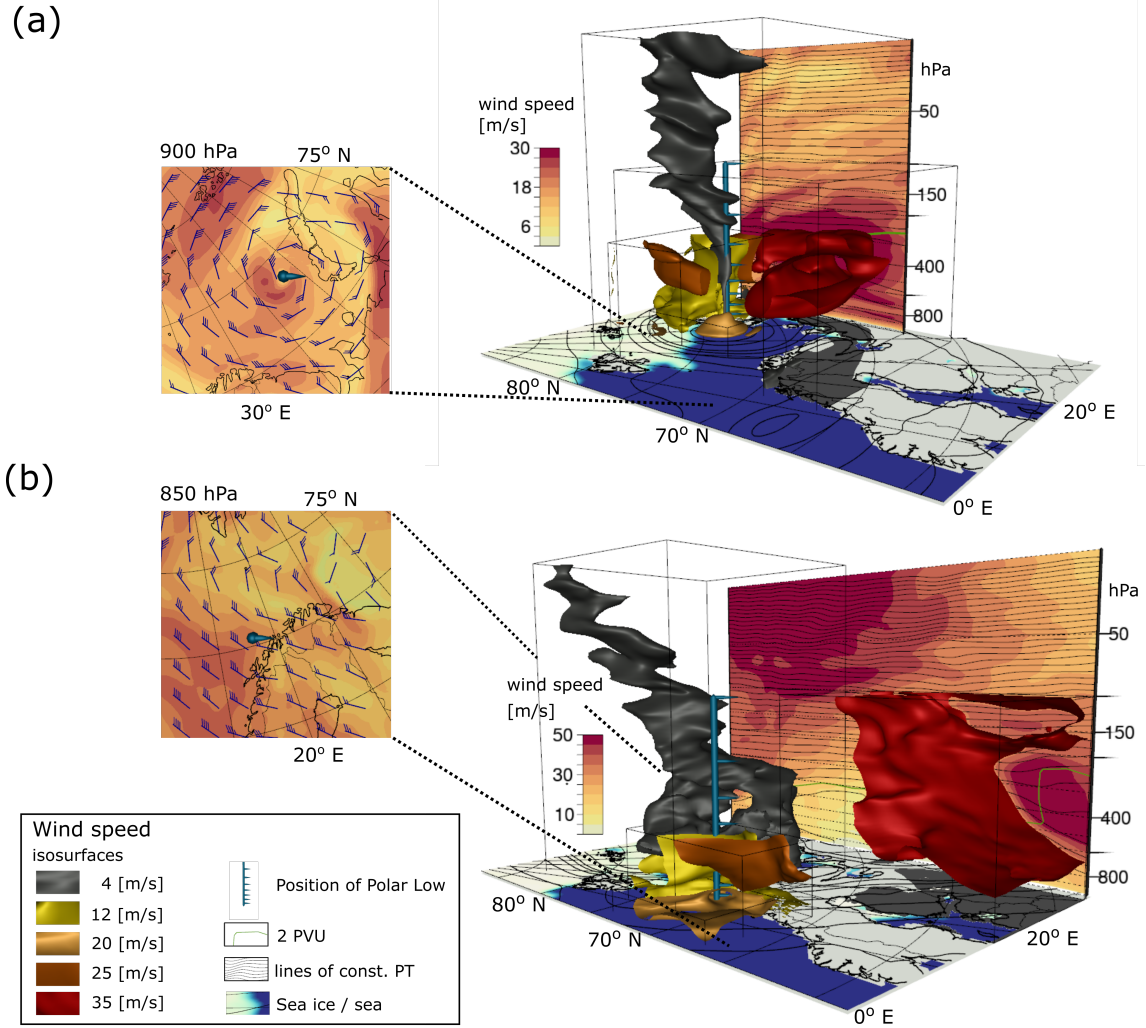 (a)
hPa
wind speed
[m/s]
50
900 hPa
75° N
30
18
150
6
400
800
80° N
30° E
70° N
20° E
0° E
(b)
850 hPa
75° N
hPa
50
wind speed
[m/s]
50
150
20° E
30
10
400
Wind speed
isosurfaces
4 [m/s]
Position of Polar Low
800
80° N
12 [m/s]
70° N
20° E
20 [m/s]
2 PVU
25 [m/s]
lines of const. PT
35 [m/s]
Sea ice / sea
0° E